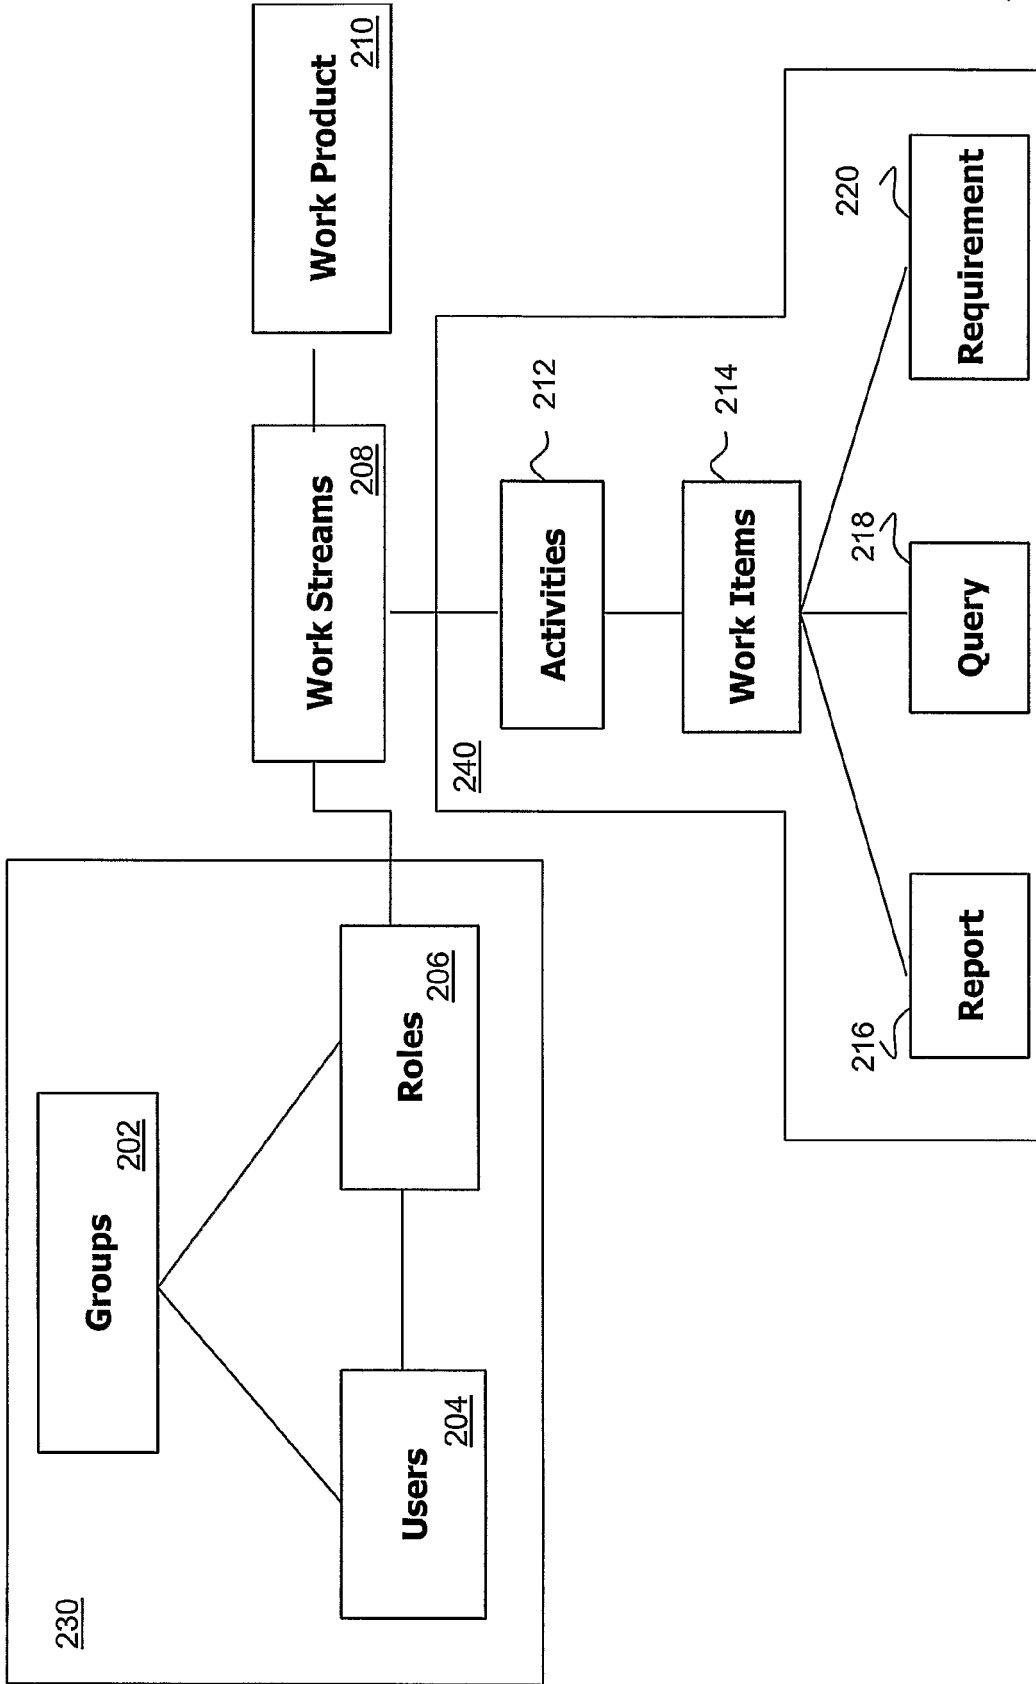 230
Groups
202
Users
204
Roles
206
Work Streams
208
Work Product
210
240
Activities
212
Work Items
214
Report
216
Query
218
Requirement
220